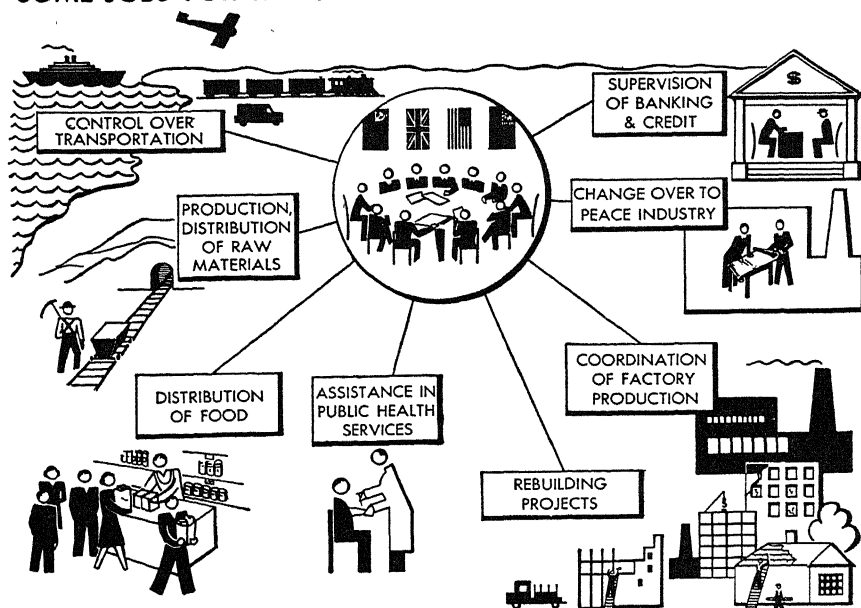 SOME JOBS FOR
CONTROL OVER
TRANSPORTATION
SUPERVISION
OF BANKING
& CREDIT
$
PRODUCTION,
DISTRIBUTION
OF RAW
MATERIALS
CHANGE OVER TO
PEACE INDUSTRY
DISTRIBUTION
OF FOOD
ASSISTANCE IN
PUBLIC HEALTH
SERVICES
COORDINATION
OF FACTORY
PRODUCTION
REBUILDING
PROJECTS